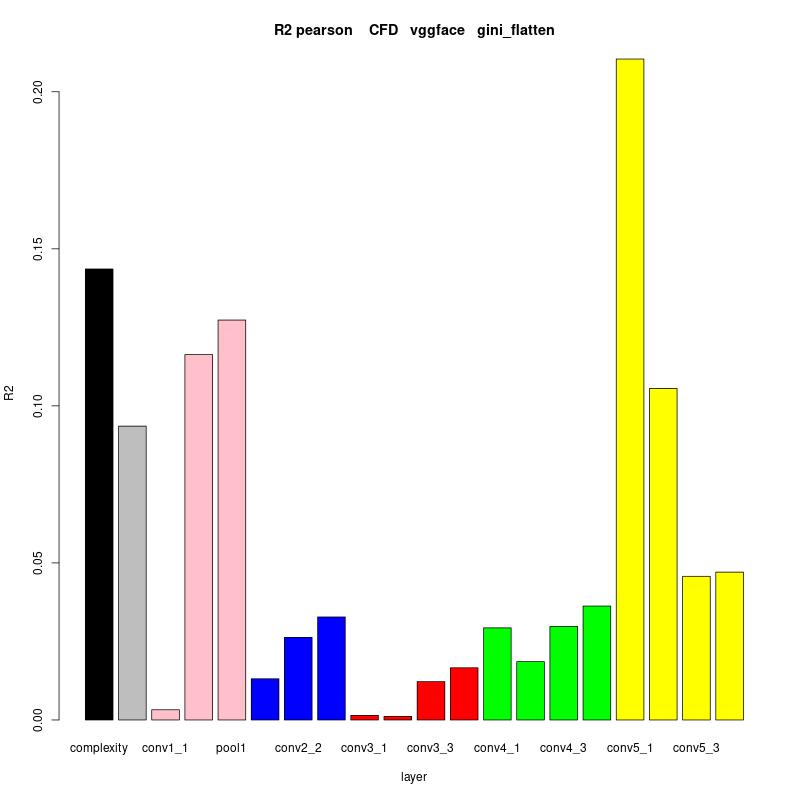 R2 pearson CFD vggface gini_flatten
0.20
0.15
0.10
0.05
0.00
R2
complexity conv1_1 pool1 conv2_2 conv3_1 conv3_3 conv4_1 conv4_3 conv5_1 conv5_3
layer